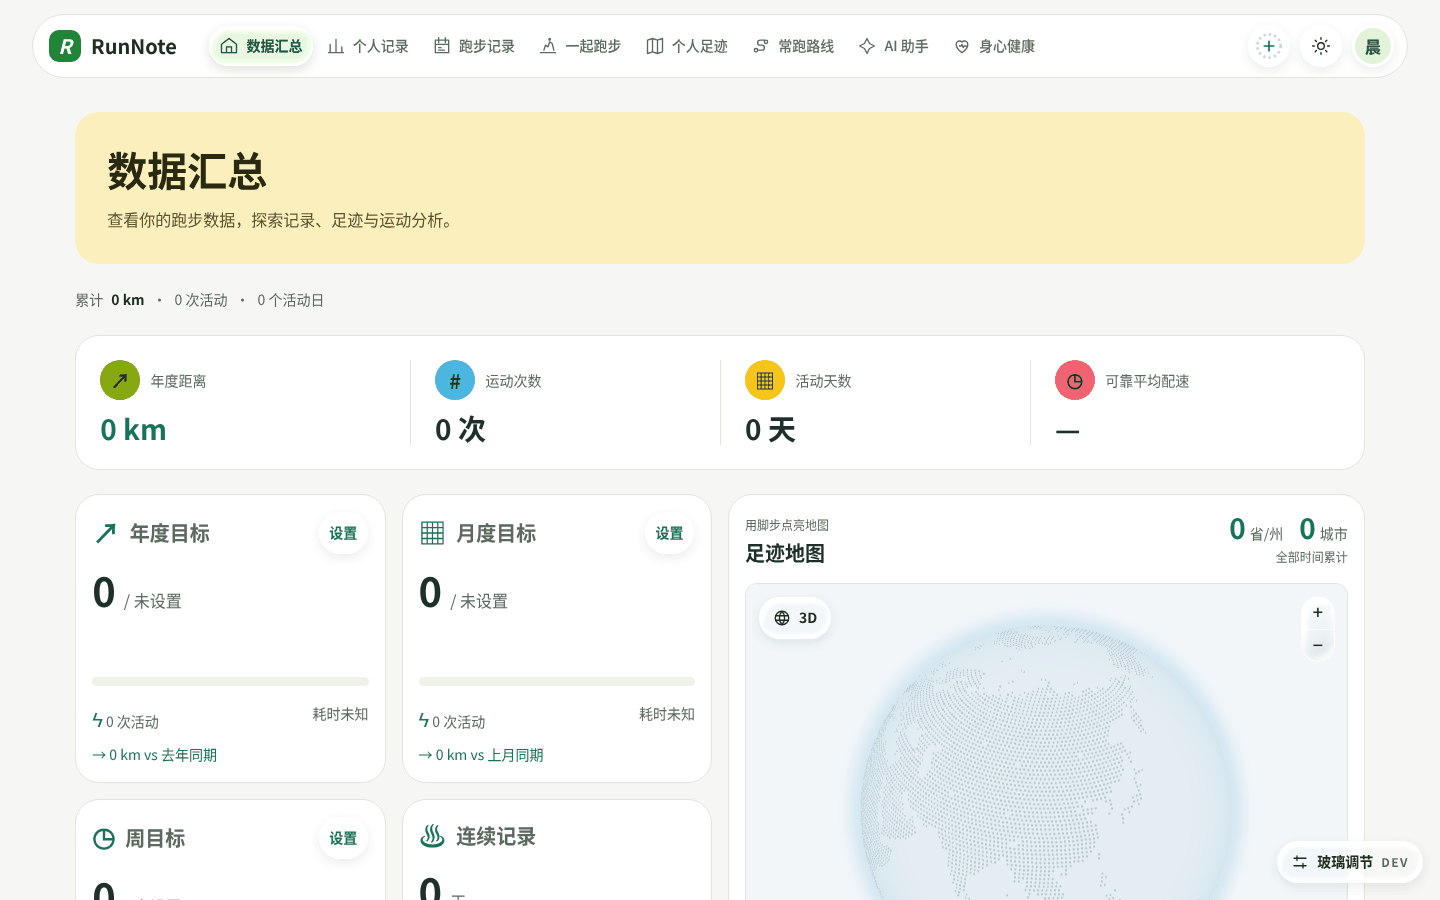 R RunNote 数据汇总 个人记录 跑步记录 一起跑步 个人足迹 常跑路线 AI 助手 身心健康 晨
数据汇总
查看你的跑步数据，探索记录、足迹与运动分析。
累计 0 km • 0 次活动 • 0 个活动日
年度距离
0 km
# 运动次数
0 次
活动天数
0 天
可靠平均配速
—
年度目标 设置
0 / 未设置
0 次活动 耗时未知
→ 0 km vs 去年同期
月度目标 设置
0 / 未设置
0 次活动 耗时未知
→ 0 km vs 上月同期
用脚步点亮地图
足迹地图
0 省/州 0 城市
全部时间累计
3D
+
−
周目标 设置
0
连续记录
0
玻璃调节 DEV